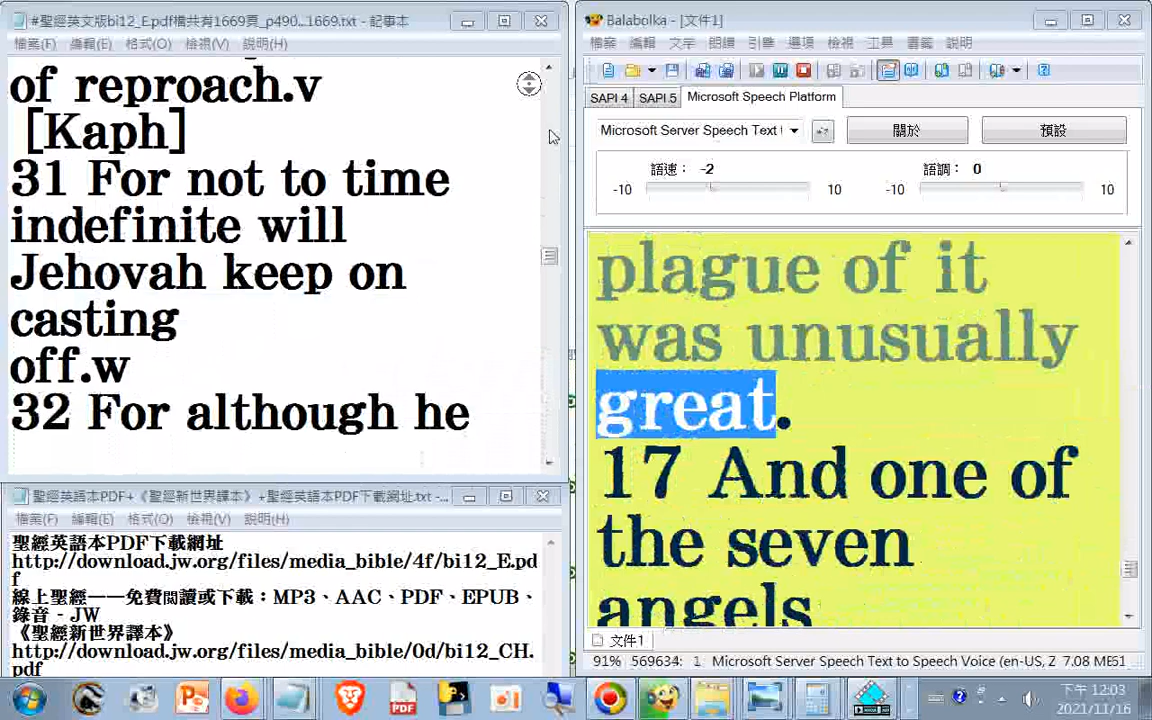 #聖經英文版bi12_E.pdf檔共有1669頁_p490...1669.txt - 記事本
檔案(F) 編輯(E) 格式(O) 檢視(V) 說明(H)
of reproach.v
[Kaph]
31 For not to time
indefinite will
Jehovah keep on
casting
off.w
32 For although he
聖經英語本PDF+《聖經新世界譯本》+聖經英語本PDF下載網址.txt -...
檔案(F) 編輯(E) 格式(O) 檢視(V) 說明(H)
聖經英語本PDF下載網址
http://download.jw.org/files/media_bible/4f/bi12_E.pd
f
線上聖經——免費閱讀或下載：MP3、AAC、PDF、EPUB、
錄音 - JW
《聖經新世界譯本》
http://download.jw.org/files/media_bible/0d/bi12_CH.
pdf
Balabolka - [文件1]
檔案 編輯 文字 朗讀 引擎 選項 檢視 工具 書籤 說明
SAPI 4 SAPI 5 Microsoft Speech Platform
Microsoft Server Speech Text 關於 預設
語速： -2 語調： 0
-10 10 -10 10
plague of it
was unusually
great.
17 And one of
the seven
angels
文件1
91% 569634: 1 Microsoft Server Speech Text to Speech Voice (en-US, Z 7.08 ME51
下午 12:03
2021/11/16